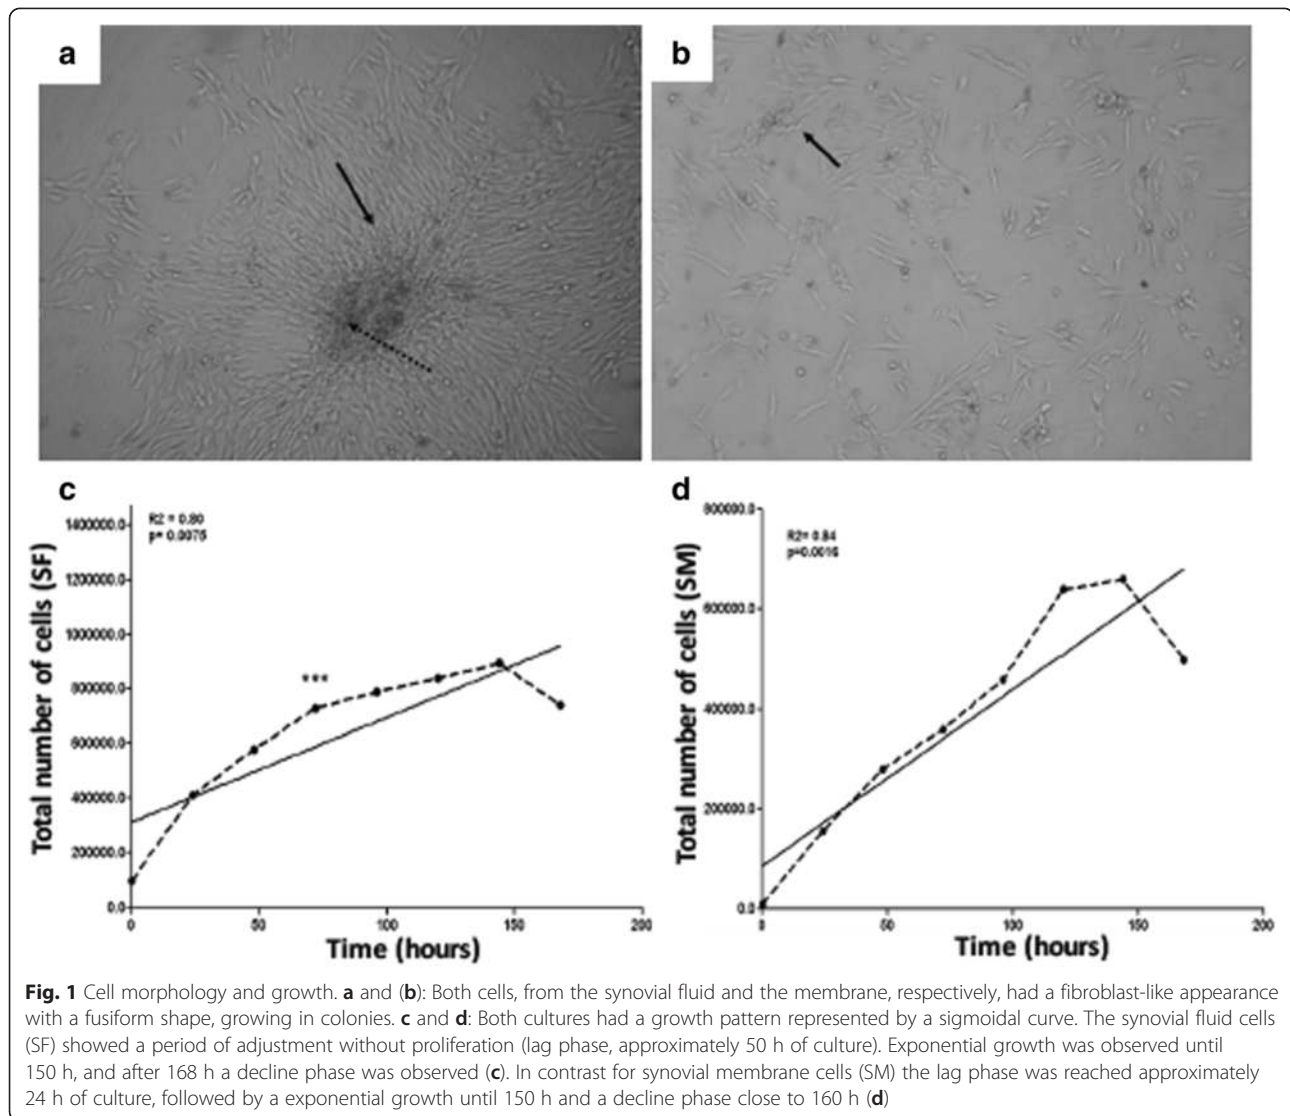 a
b
c
R2 = 0.80
p= 0.0075
1400000.0
1200000.0
1000000.0
800000.0
600000.0
400000.0
200000.0
0.0
Total number of cells (SF)
***
0 50 100 150 200
Time (hours)
d
R2= 0.84
p=0.0016
800000.0
600000.0
400000.0
200000.0
0.0
Total number of cells (SM)
0 50 100 150 200
Time (hours)
Fig. 1 Cell morphology and growth. a and (b): Both cells, from the synovial fluid and the membrane, respectively, had a fibroblast-like appearance
with a fusiform shape, growing in colonies. c and d: Both cultures had a growth pattern represented by a sigmoidal curve. The synovial fluid cells
(SF) showed a period of adjustment without proliferation (lag phase, approximately 50 h of culture). Exponential growth was observed until
150 h, and after 168 h a decline phase was observed (c). In contrast for synovial membrane cells (SM) the lag phase was reached approximately
24 h of culture, followed by a exponential growth until 150 h and a decline phase close to 160 h (d)